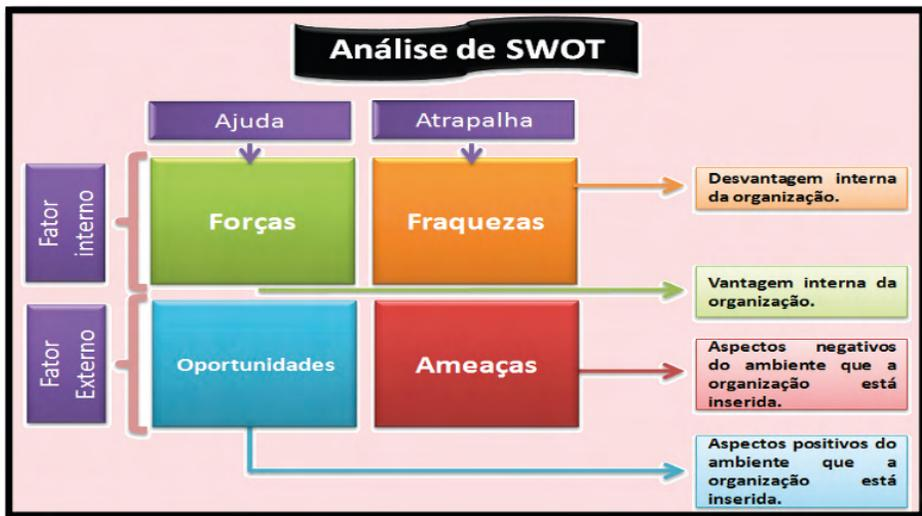 Análise de SWOT
Ajuda
Atrapalha
Fator
interno
Forças
Fraquezas
Desvantagem interna
da organização.
Vantagem interna da
organização.
Fator
Externo
Oportunidades
Ameaças
Aspectos negativos
do ambiente que a
organização está
inserida.
Aspectos positivos do
ambiente que a
organização está
inserida.